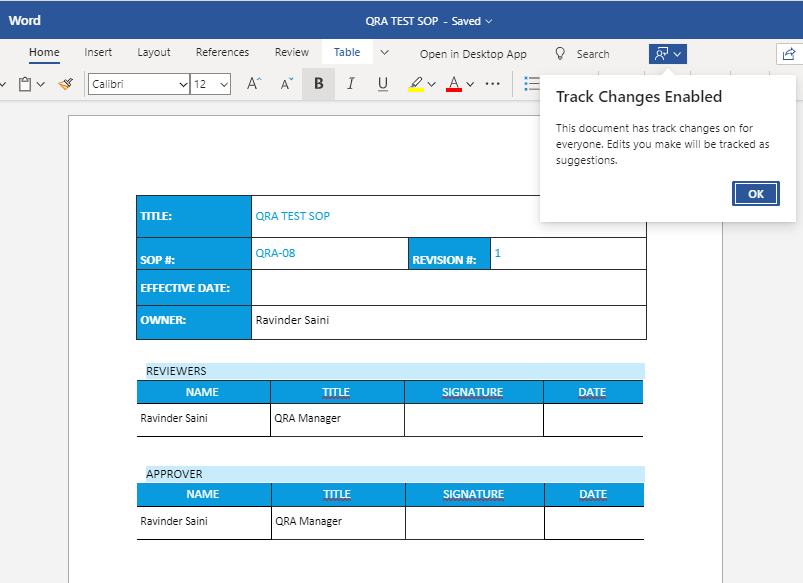 Word
QRA TEST SOP - Saved
Home Insert Layout References Review Table Open in Desktop App Search
Calibri 12 A A B I U A
Track Changes Enabled
This document has track changes on for
everyone. Edits you make will be tracked as
suggestions.
OK
TITLE: QRA TEST SOP
SOP #: QRA-08 REVISION #: 1
EFFECTIVE DATE:
OWNER: Ravinder Saini
REVIEWERS
NAME TITLE SIGNATURE DATE
Ravinder Saini QRA Manager
APPROVER
NAME TITLE SIGNATURE DATE
Ravinder Saini QRA Manager